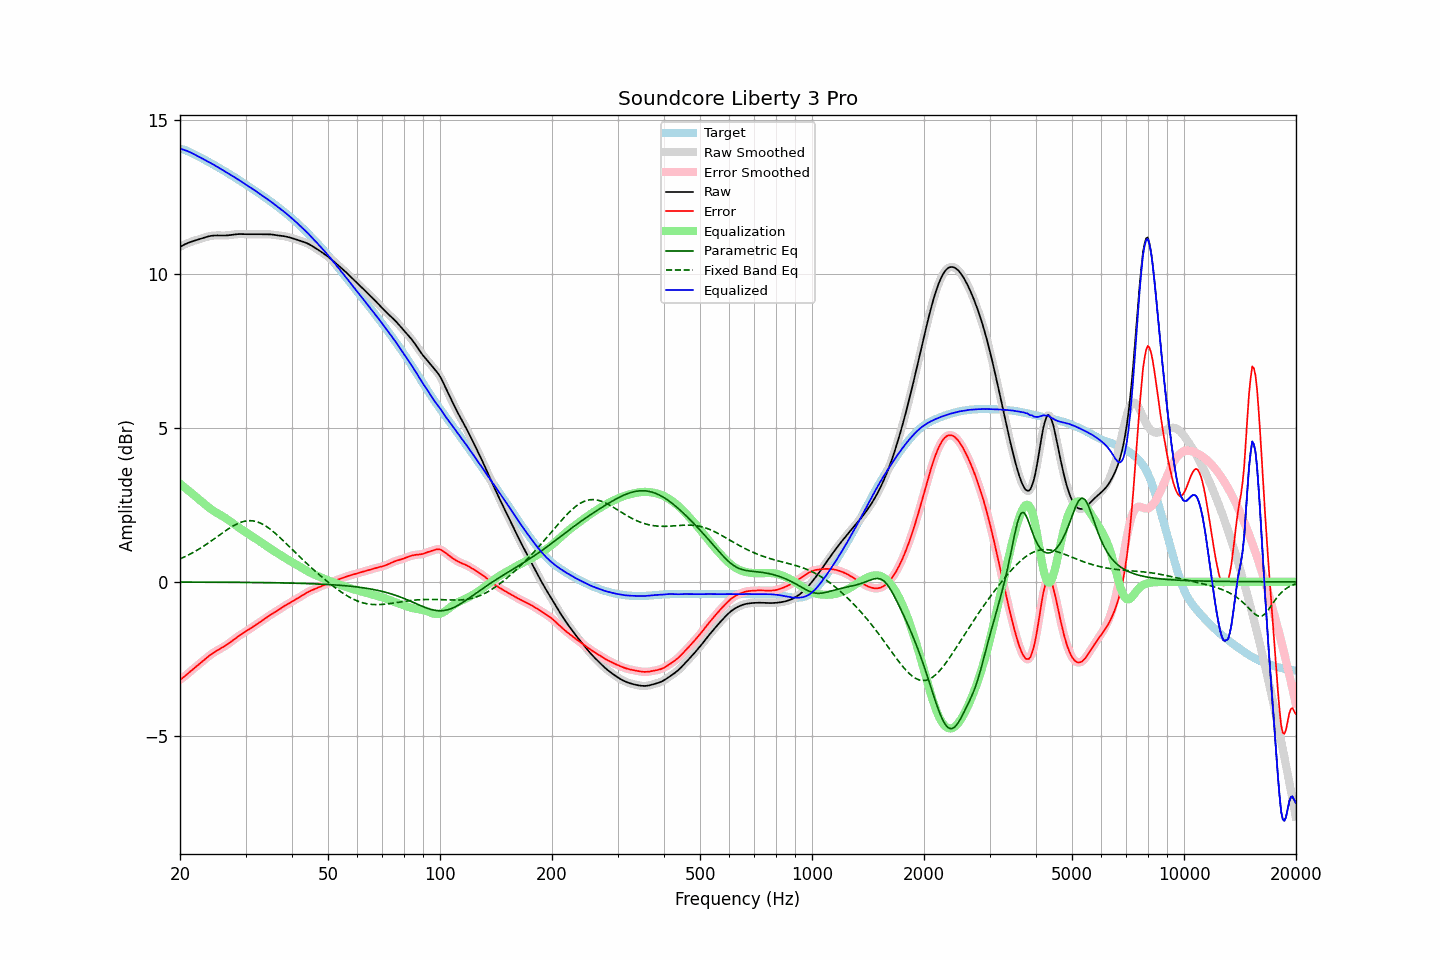 Soundcore Liberty 3 Pro
Target
Raw Smoothed
Error Smoothed
Raw
Error
Equalization
Parametric Eq
Fixed Band Eq
Equalized
15
10
5
0
−5
Amplitude (dBr)
20 50 100 200 500 1000 2000 5000 10000 20000
Frequency (Hz)